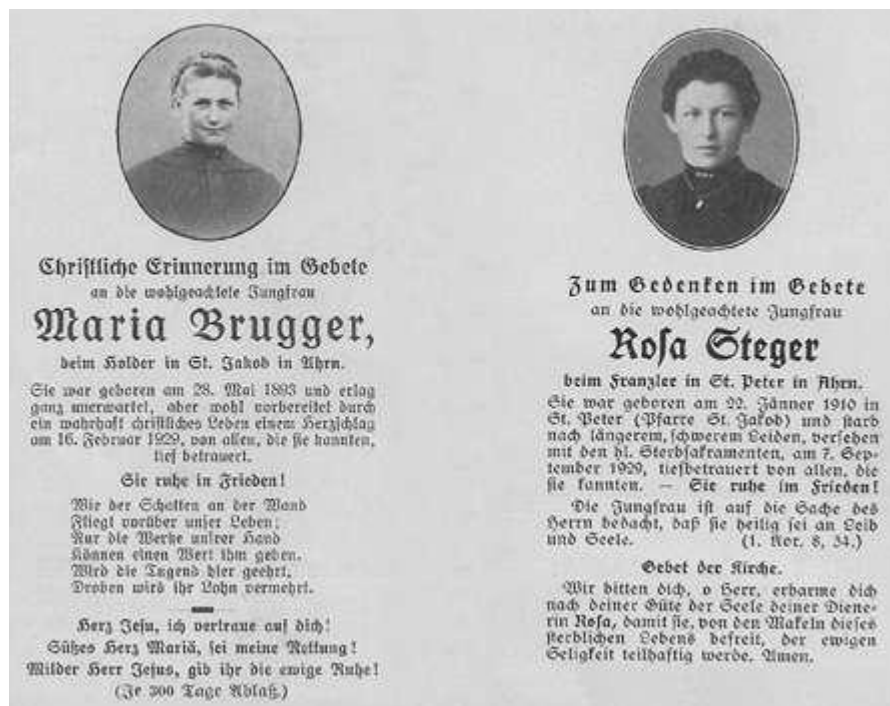 Christliche Erinnerung im Gebete
an die wohlgeachtete Jungfrau
Maria Brugger,
beim Holder in St. Jakob in Ahrn.
Sie war geboren am 28. Mai 1893 und erlag
ganz unerwartet, aber wohl vorbereitet durch
ein wahrhaft christliches Leben einem Herzschlag
am 16. Februar 1929, von allen, die sie kannten,
tief betrauert.
Sie ruhe in Frieden!
Wie der Schatten an der Wand
Fliegt vorüber unser Leben;
Nur die Werke unsrer Hand
Können einen Wert ihm geben.
Wird die Tugend hier geehrt,
Droben wird ihr Lohn vermehrt.
Herz Jesu, ich vertraue auf dich!
Süßes Herz Mariä, sei meine Rettung!
Milder Herr Jesus, gib ihr die ewige Ruhe!
(Je 300 Tage Ablaß.)
Zum Gedenken im Gebete
an die wohlgeachtete Jungfrau
Rosa Steger
beim Franzler in St. Peter in Ahrn.
Sie war geboren am 22. Jänner 1910 in
St. Peter (Pfarre St. Jakob) und starb
nach längerem, schwerem Leiden, versehen
mit den hl. Sterbsakramenten, am 7. Sep-
tember 1929, tiefbetrauert von allen, die
sie kannten. — Sie ruhe im Frieden!
Die Jungfrau ist auf die Sache des
Herrn bedacht, daß sie heilig sei an Leib
und Seele. (1. Kor. 8, 34.)
Gebet der Kirche.
Wir bitten dich, o Herr, erbarme dich
nach deiner Güte der Seele deiner Diene-
rin Rosa, damit sie, von den Makeln dieses
sterblichen Lebens befreit, der ewigen
Seligkeit teilhaftig werde. Amen.